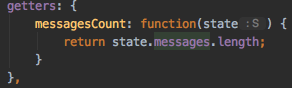 getters: {
messagesCount: function(state :S ) {
return state.messages.length;
}
},